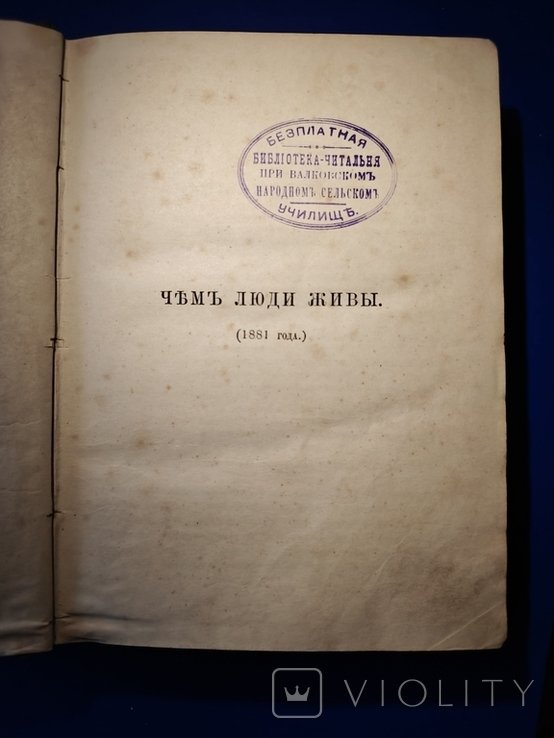 БЕЗПЛАТНАЯ
БИБЛІОТЕКА-ЧИТАЛЬНЯ
ПРИ ВАЛКОВСКОМЪ
НАРОДНОМЪ СЕЛЬСКОМЪ
УЧИЛИЩѢ.
ЧѢМЪ ЛЮДИ ЖИВЫ.
(1881 года.)
VIOLITY